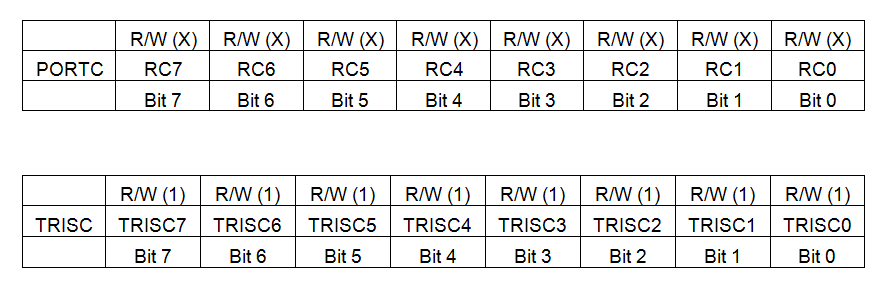 R/W (X) R/W (X) R/W (X) R/W (X) R/W (X) R/W (X) R/W (X) R/W (X)
PORTC RC7 RC6 RC5 RC4 RC3 RC2 RC1 RC0
Bit 7 Bit 6 Bit 5 Bit 4 Bit 3 Bit 2 Bit 1 Bit 0
R/W (1) R/W (1) R/W (1) R/W (1) R/W (1) R/W (1) R/W (1) R/W (1)
TRISC TRISC7 TRISC6 TRISC5 TRISC4 TRISC3 TRISC2 TRISC1 TRISC0
Bit 7 Bit 6 Bit 5 Bit 4 Bit 3 Bit 2 Bit 1 Bit 0